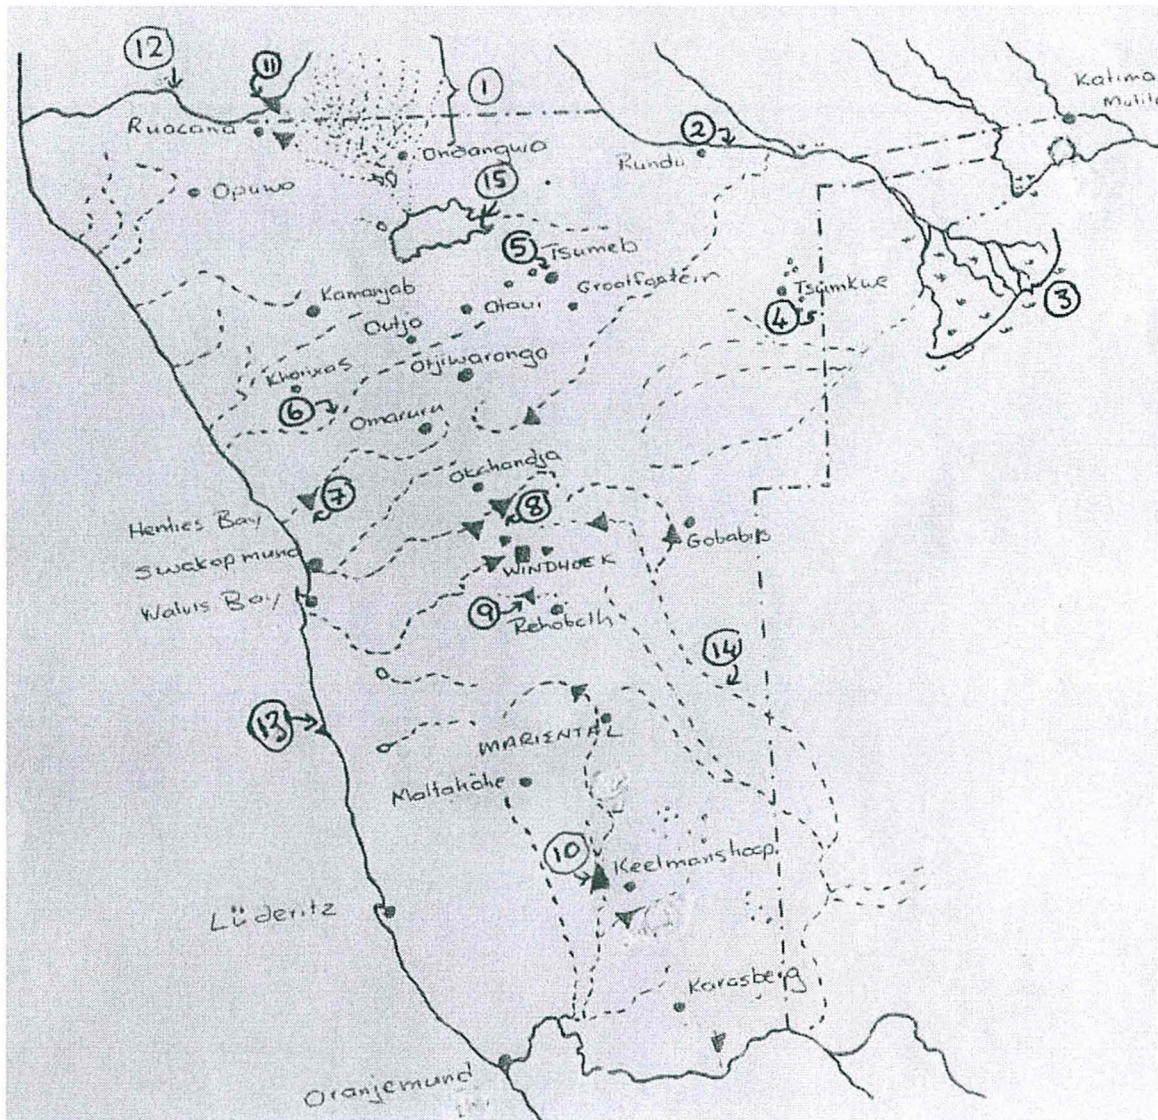 12
11
1
Katima
Mulilo
Ruacana
Ondangwa
2
Rundu
Opuwo
15
5
Tsumeb
Grootfontein
Tsumkwe
4
3
Kamanjab
Otavi
Outjo
Khorixas
Otjiwarongo
6
Omaruru
Okahandja
7
8
Henties Bay
Swakopmund
WINDHOEK
Gobabis
Walvis Bay
9
Rehoboth
14
13
MARIENTAL
Maltahöhe
10
Keetmanshoop
Lüderitz
Karasberg
Oranjemund